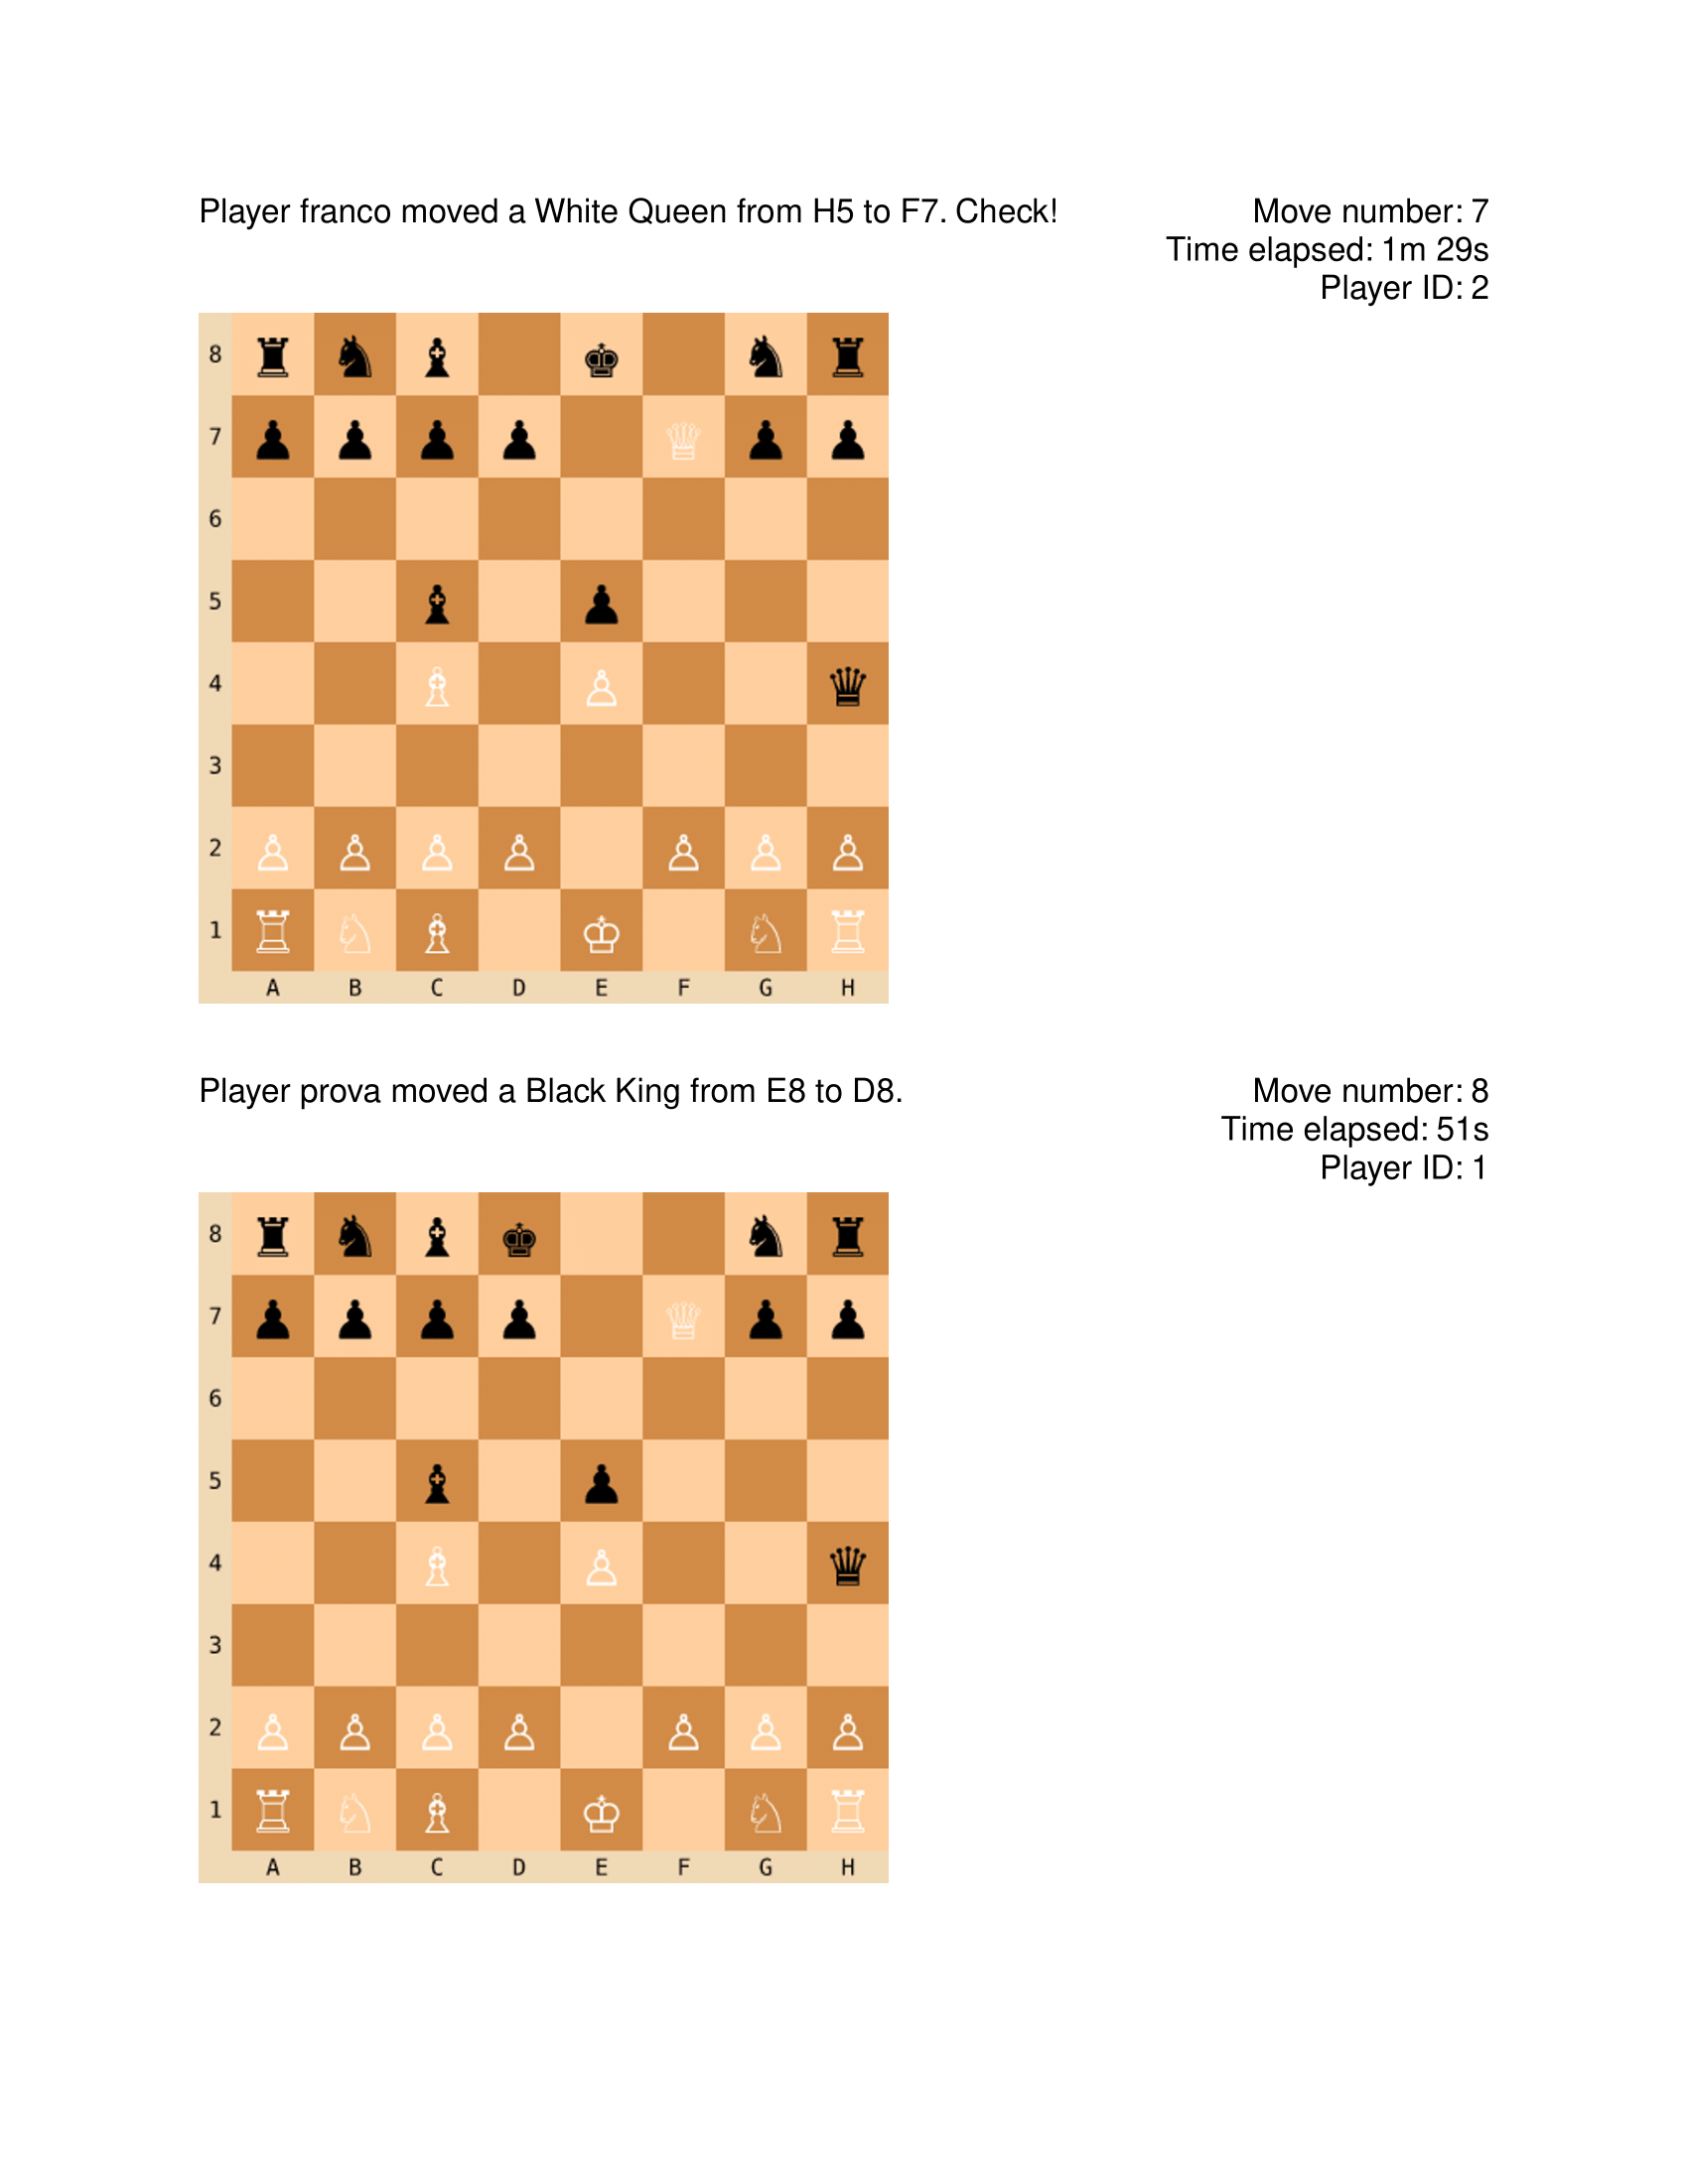 Player franco moved a White Queen from H5 to F7. Check!
Move number: 7
Time elapsed: 1m 29s
Player ID: 2
8
7
6
5
4
3
2
1
A B C D E F G H
Player prova moved a Black King from E8 to D8.
Move number: 8
Time elapsed: 51s
Player ID: 1
8
7
6
5
4
3
2
1
A B C D E F G H